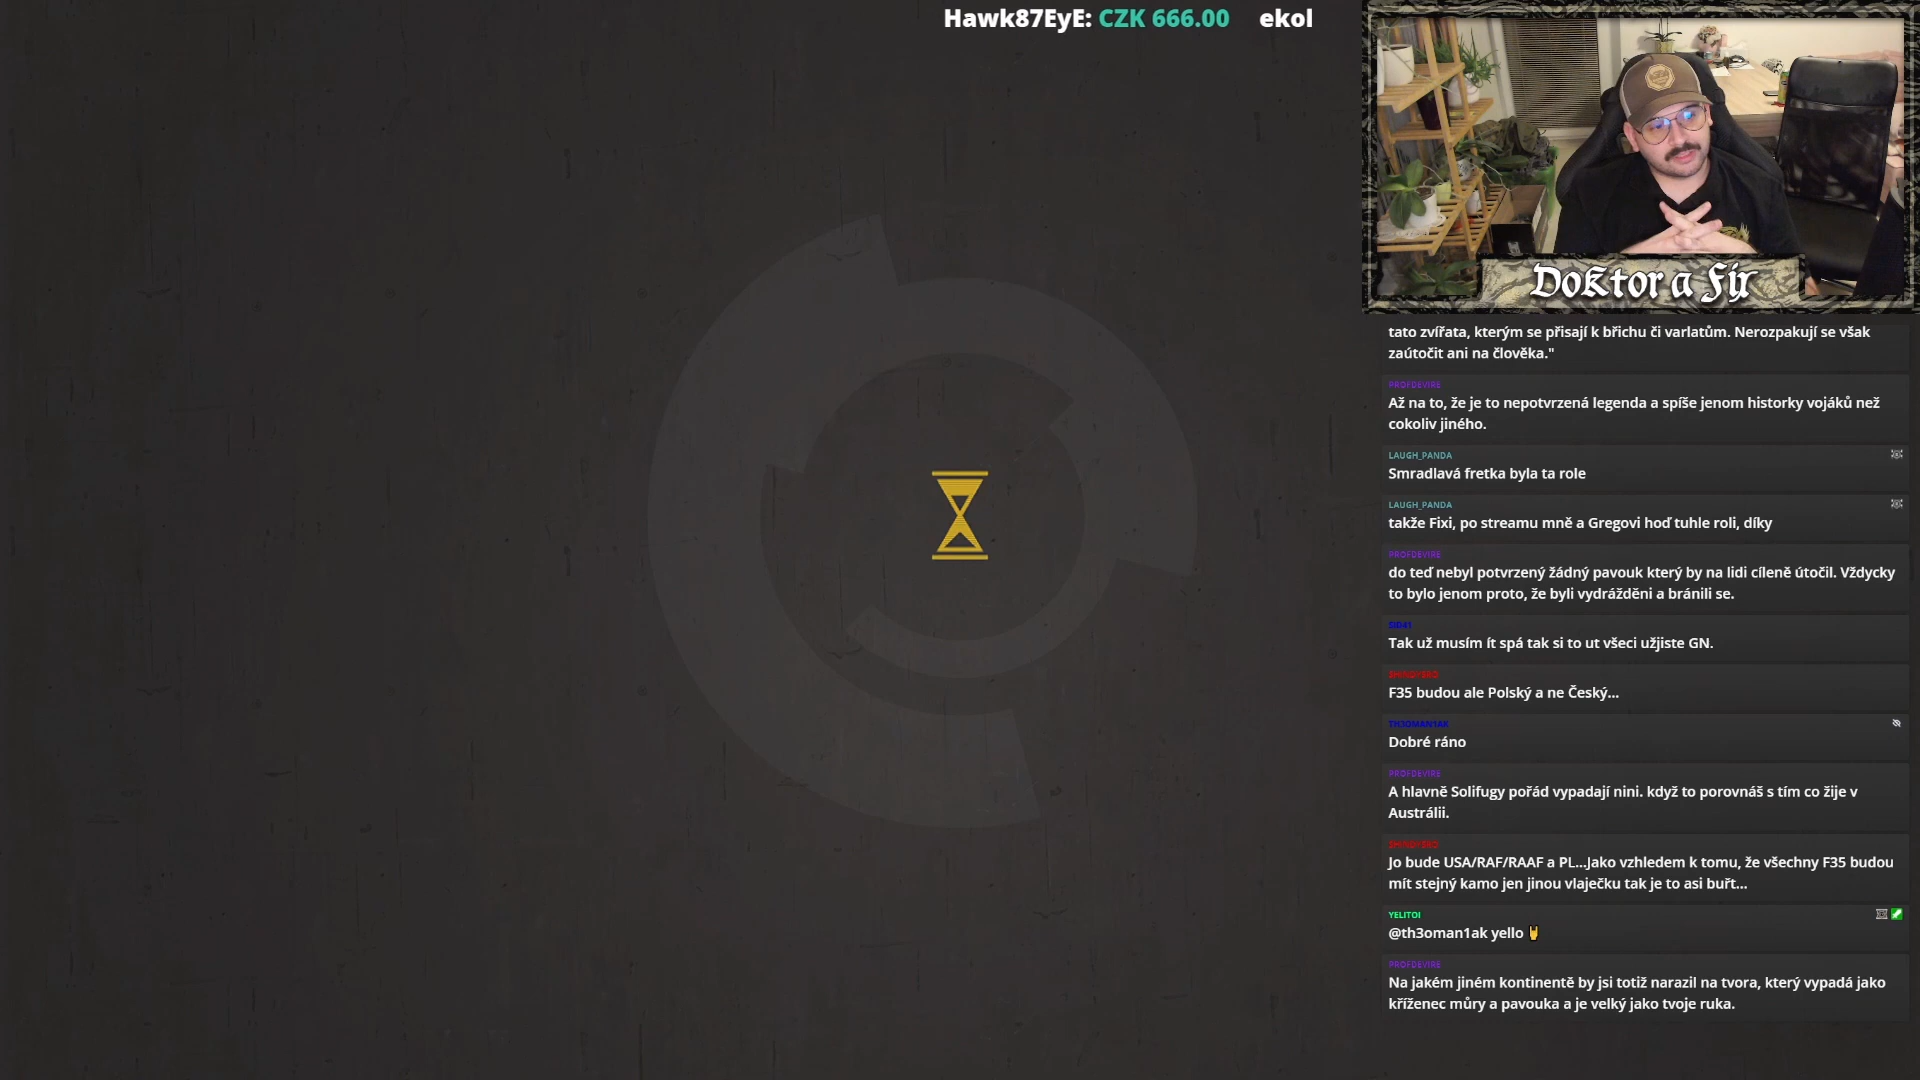 Hawk87EyE: CZK 666.00 ekol
Doktor a Fix
tato zvířata, kterým se přisají k břichu či varlatům. Nerozpakují se však
zaútočit ani na člověka."
PROFDEVIRE
Až na to, že je to nepotvrzená legenda a spíše jenom historky vojáků než
cokoliv jiného.
LAUGH_PANDA
Smradlavá fretka byla ta role
LAUGH_PANDA
takže Fixi, po streamu mně a Gregovi hoď tuhle roli, díky
PROFDEVIRE
do teď nebyl potvrzený žádný pavouk který by na lidi cíleně útočil. Vždycky
to bylo jenom proto, že byli vydrážděni a bránili se.
Tak už musím ít spá tak si to ut všeci užjiste GN.
F35 budou ale Polský a ne Český...
TH3OMAN1AK
Dobré ráno
PROFDEVIRE
A hlavně Solifugy pořád vypadají nini. když to porovnáš s tím co žije v
Austrálii.
Jo bude USA/RAF/RAAF a PL...Jako vzhledem k tomu, že všechny F35 budou
mít stejný kamo jen jinou vlaječku tak je to asi buřt...
YELITOI
@th3oman1ak yello 🤘
PROFDEVIRE
Na jakém jiném kontinentě by jsi totiž narazil na tvora, který vypadá jako
kříženec můry a pavouka a je velký jako tvoje ruka.